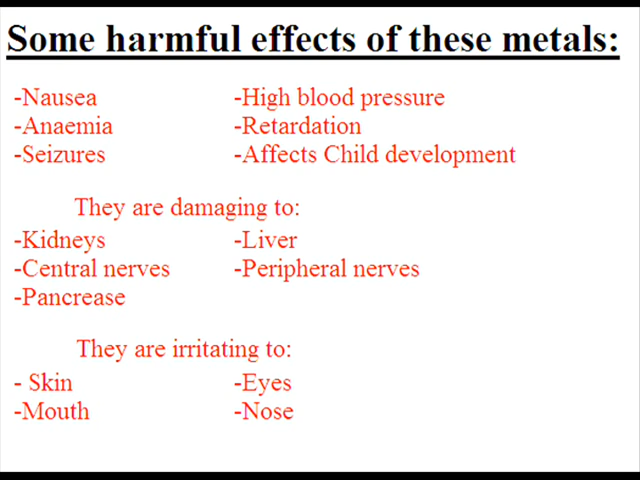 Some harmful effects of these metals:
-Nausea -High blood pressure
-Anaemia -Retardation
-Seizures -Affects Child development
They are damaging to:
-Kidneys -Liver
-Central nerves -Peripheral nerves
-Pancrease
They are irritating to:
- Skin -Eyes
-Mouth -Nose